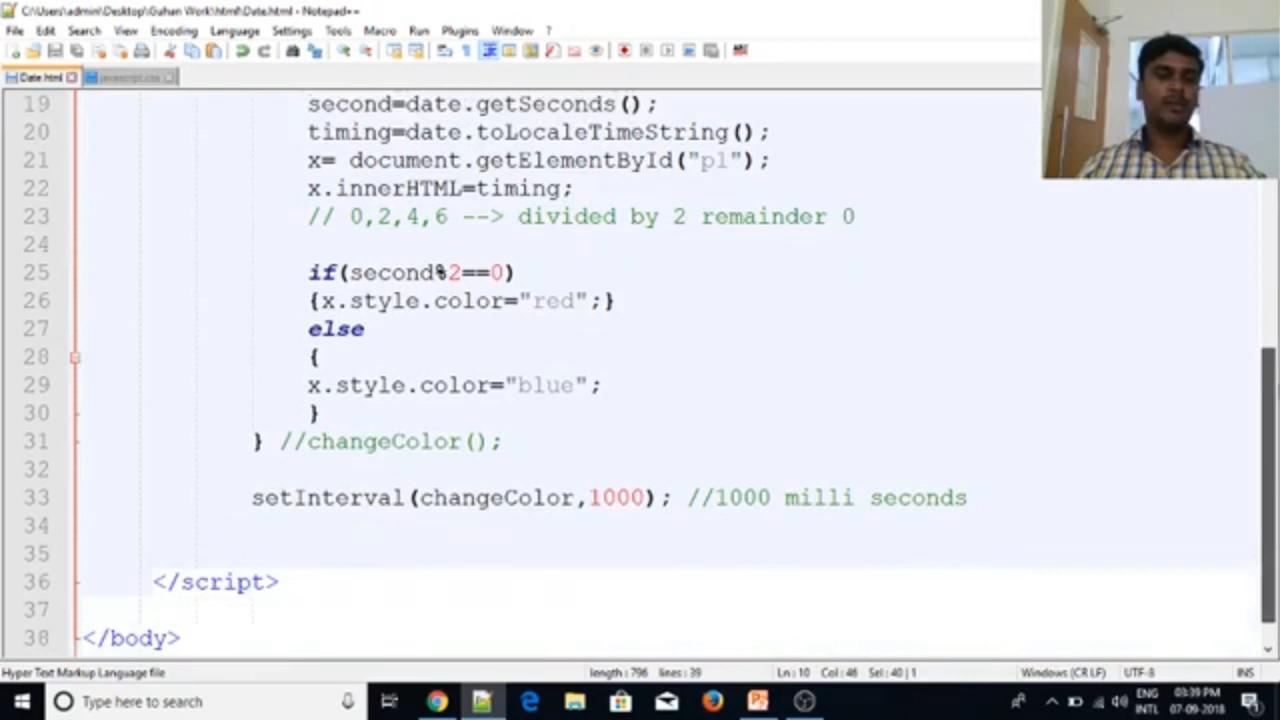 C:\Users\admin\Desktop\Guhan Work\html\Date.html - Notepad++
File Edit Search View Encoding Language Settings Tools Macro Run Plugins Window ?
Date.html javascript.css
19 second=date.getSeconds();
20 timing=date.toLocaleTimeString();
21 x= document.getElementById("p1");
22 x.innerHTML=timing;
23 // 0,2,4,6 --> divided by 2 remainder 0
24
25 if(second%2==0)
26 {x.style.color="red";}
27 else
28 {
29 x.style.color="blue";
30 }
31 } //changeColor();
32
33 setInterval(changeColor,1000); //1000 milli seconds
34
35
36 </script>
37
38 </body>
Hyper Text Markup Language file length : 796 lines : 39 Ln : 10 Col : 46 Sel : 40 | 1 Windows (CR LF) UTF-8 INS
Type here to search ENG 03:39 PM
INTL 07-09-2018